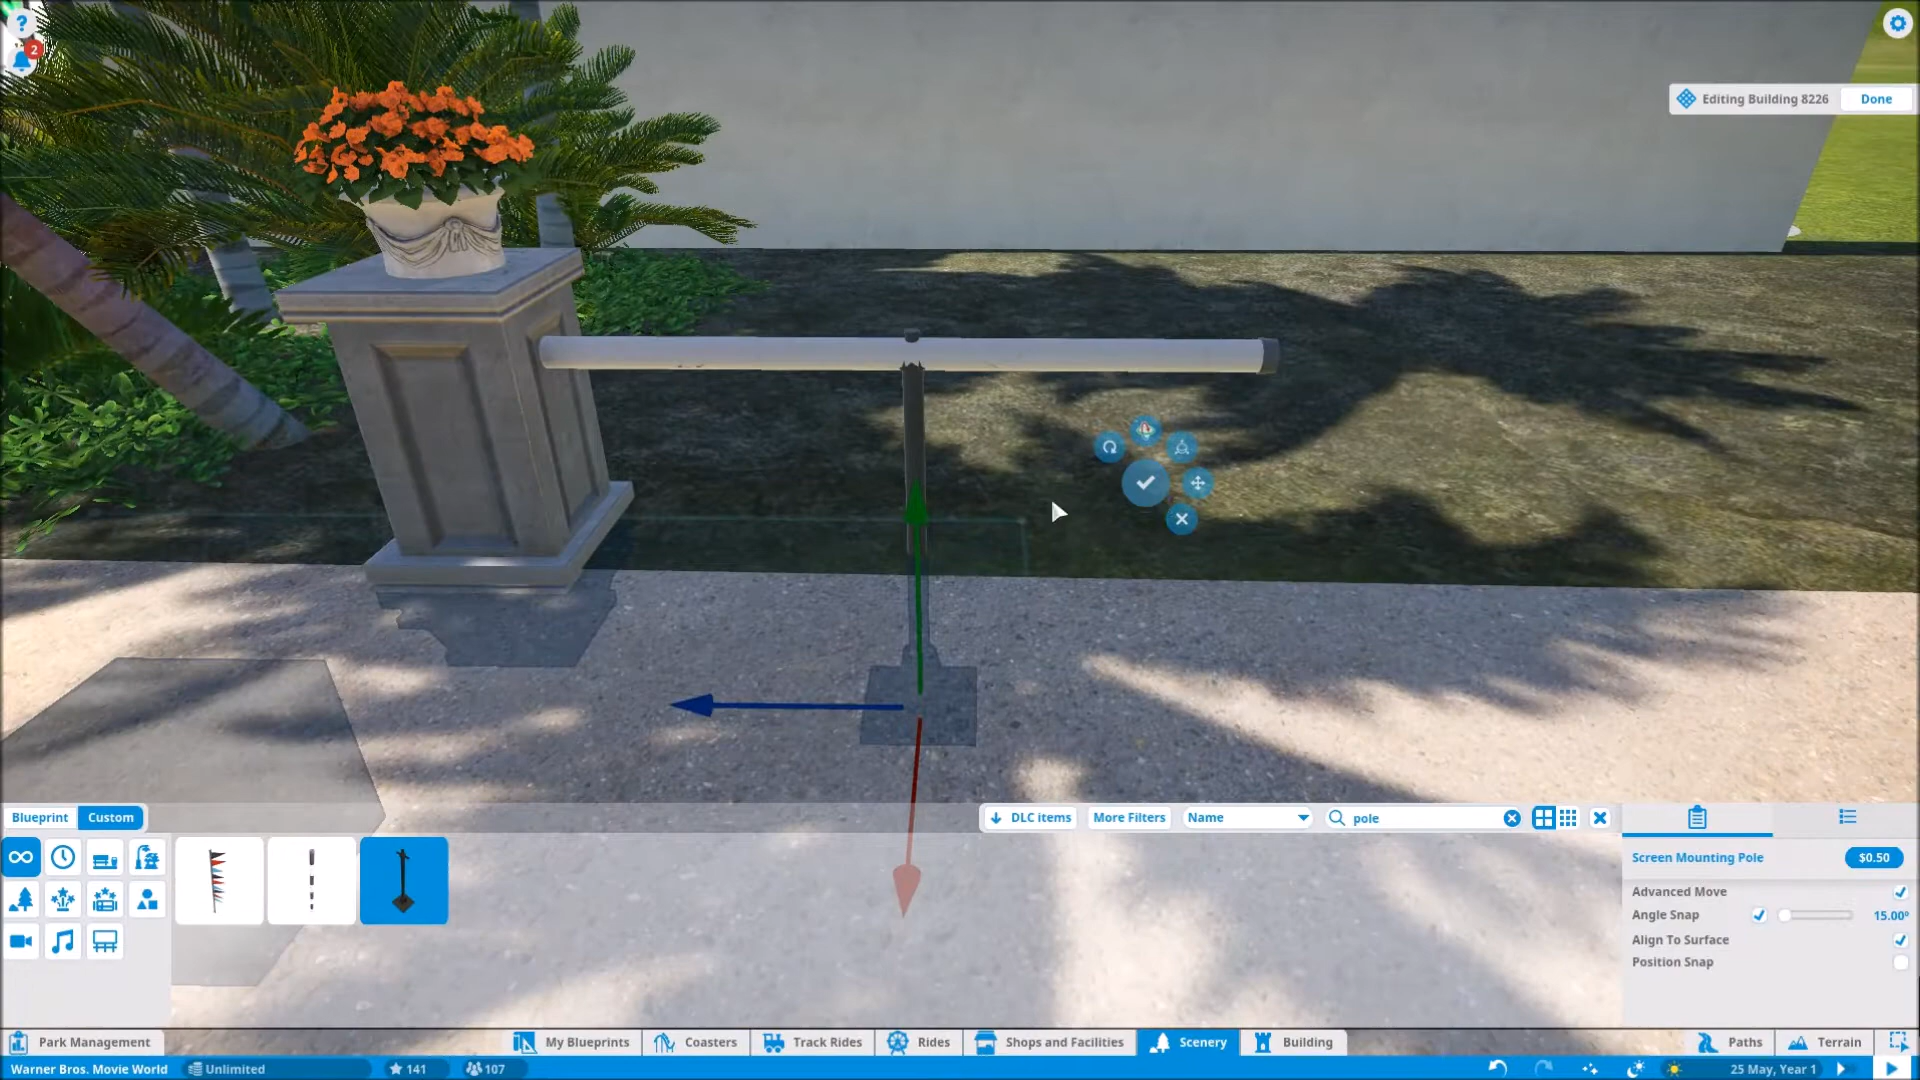 ?
2
Editing Building 8226
Done
Blueprint
Custom
DLC items
More Filters
Name
pole
Screen Mounting Pole
$0.50
Advanced Move
Angle Snap
15.00°
Align To Surface
Position Snap
Park Management
My Blueprints
Coasters
Track Rides
Rides
Shops and Facilities
Scenery
Building
Paths
Terrain
Warner Bros. Movie World
Unlimited
141
107
25 May, Year 1